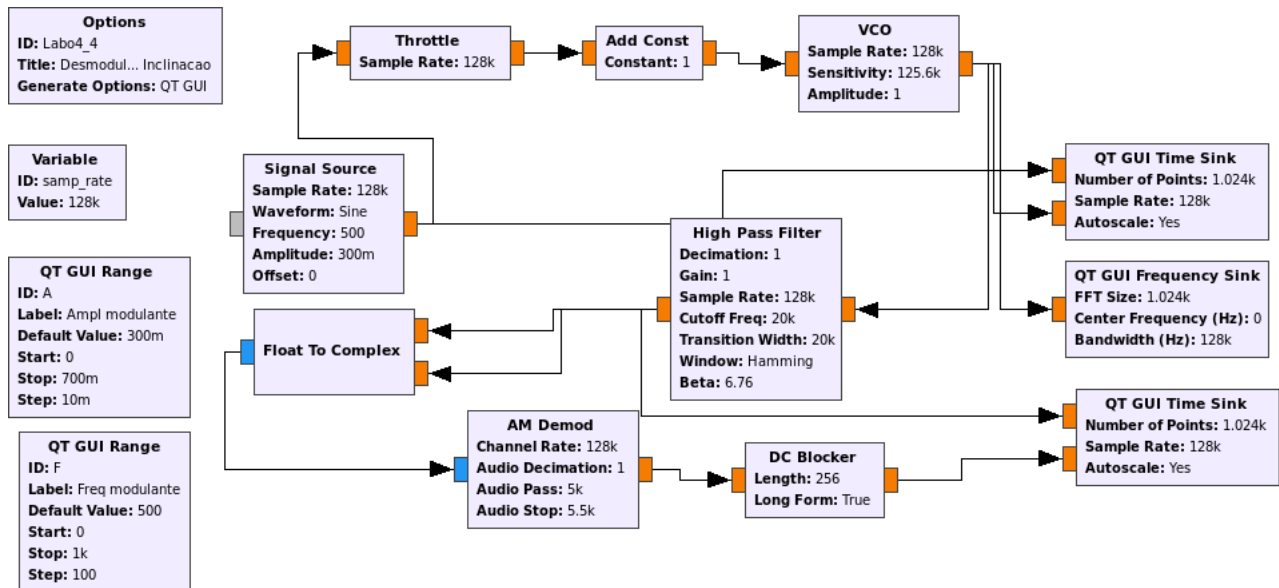 Options
ID: Labo4_4
Title: Desmodul... Inclinacao
Generate Options: QT GUI
Variable
ID: samp_rate
Value: 128k
QT GUI Range
ID: A
Label: Ampl modulante
Default Value: 300m
Start: 0
Stop: 700m
Step: 10m
QT GUI Range
ID: F
Label: Freq modulante
Default Value: 500
Start: 0
Stop: 1k
Step: 100
Throttle
Sample Rate: 128k
Add Const
Constant: 1
VCO
Sample Rate: 128k
Sensitivity: 125.6k
Amplitude: 1
Signal Source
Sample Rate: 128k
Waveform: Sine
Frequency: 500
Amplitude: 300m
Offset: 0
High Pass Filter
Decimation: 1
Gain: 1
Sample Rate: 128k
Cutoff Freq: 20k
Transition Width: 20k
Window: Hamming
Beta: 6.76
Float To Complex
AM Demod
Channel Rate: 128k
Audio Decimation: 1
Audio Pass: 5k
Audio Stop: 5.5k
DC Blocker
Length: 256
Long Form: True
QT GUI Time Sink
Number of Points: 1.024k
Sample Rate: 128k
Autoscale: Yes
QT GUI Frequency Sink
FFT Size: 1.024k
Center Frequency (Hz): 0
Bandwidth (Hz): 128k
QT GUI Time Sink
Number of Points: 1.024k
Sample Rate: 128k
Autoscale: Yes